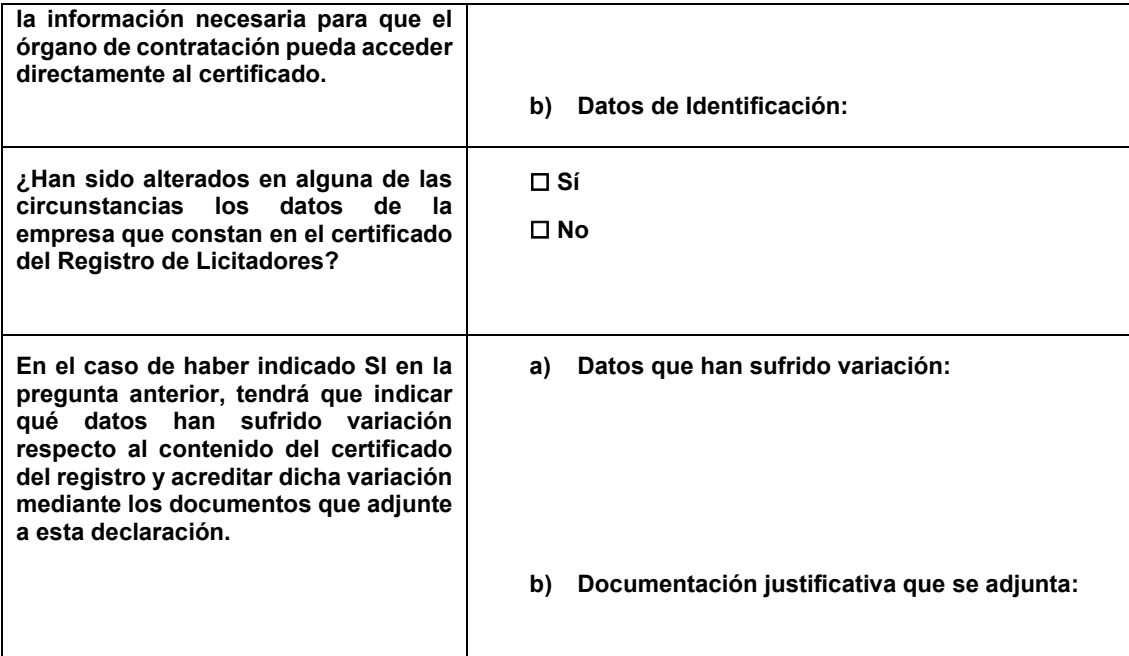 la información necesaria para que el
órgano de contratación pueda acceder
directamente al certificado.
b) Datos de Identificación:
¿Han sido alterados en alguna de las
circunstancias los datos de la
empresa que constan en el certificado
del Registro de Licitadores?
☐ Sí
☐ No
En el caso de haber indicado SI en la
pregunta anterior, tendrá que indicar
qué datos han sufrido variación
respecto al contenido del certificado
del registro y acreditar dicha variación
mediante los documentos que adjunte
a esta declaración.
a) Datos que han sufrido variación:
b) Documentación justificativa que se adjunta: